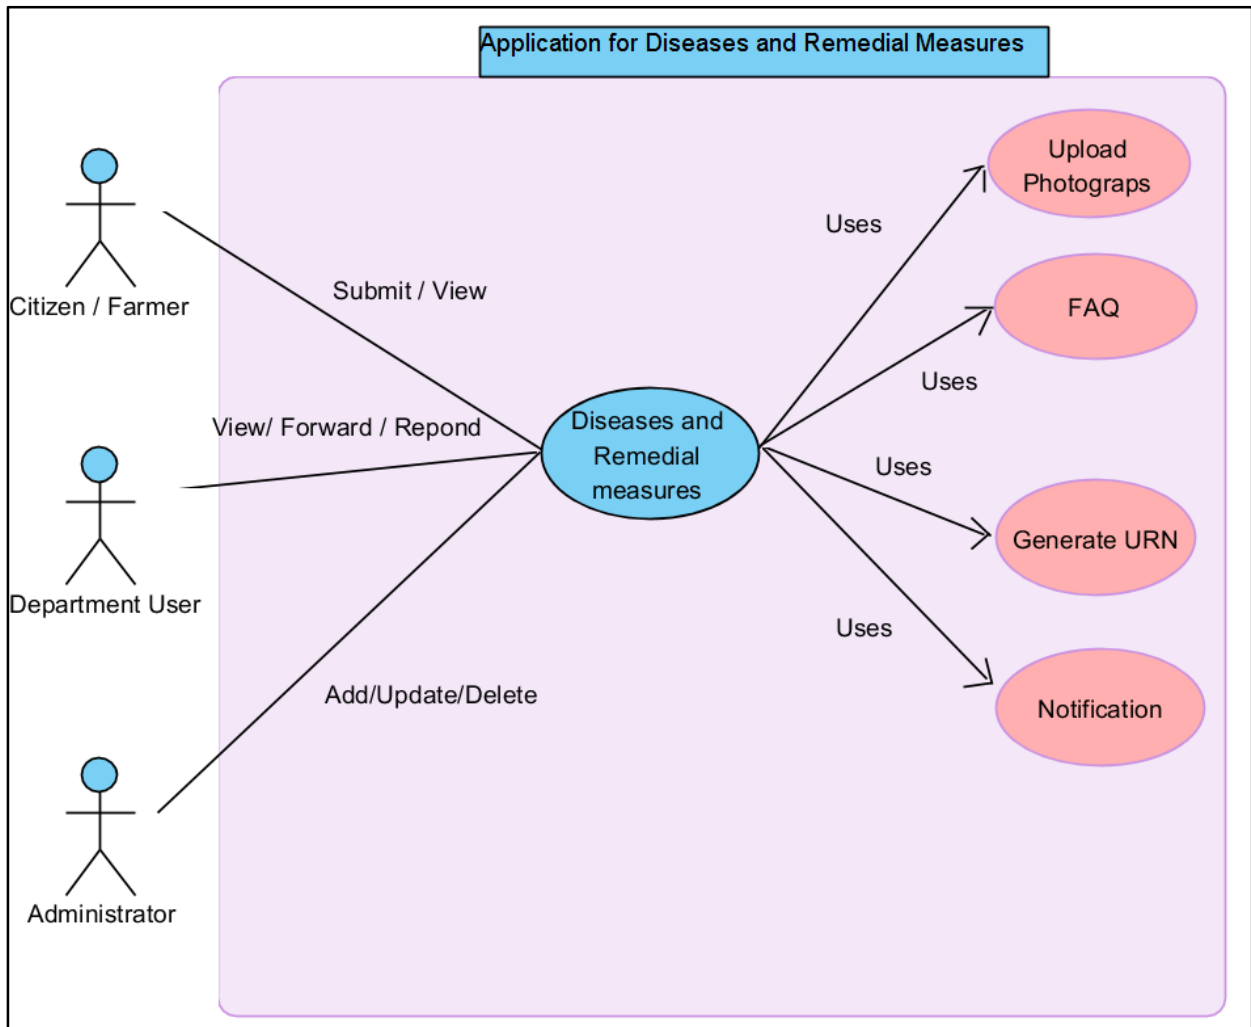 Application for Diseases and Remedial Measures
Upload
Photograps
Uses
Citizen / Farmer
Submit / View
FAQ
Uses
View/ Forward / Repond
Diseases and
Remedial
measures
Uses
Generate URN
Department User
Uses
Add/Update/Delete
Notification
Administrator